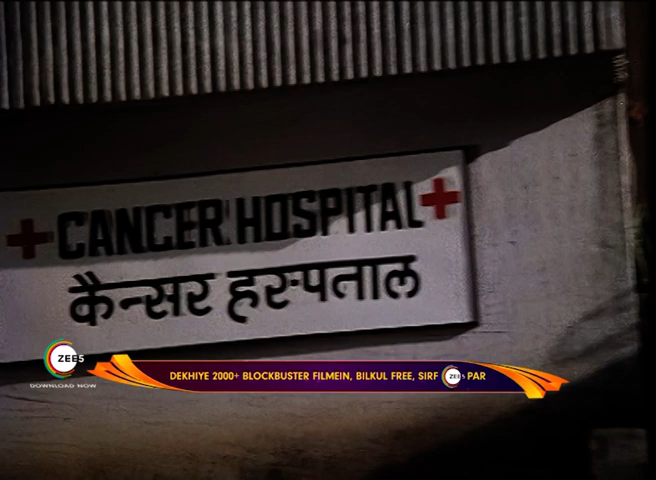 CANCER HOSPITAL
कैन्सर हस्पताल
ZEE5
DOWNLOAD NOW
DEKHIYE 2000+ BLOCKBUSTER FILMEIN, BILKUL FREE, SIRF ZEE5 PAR